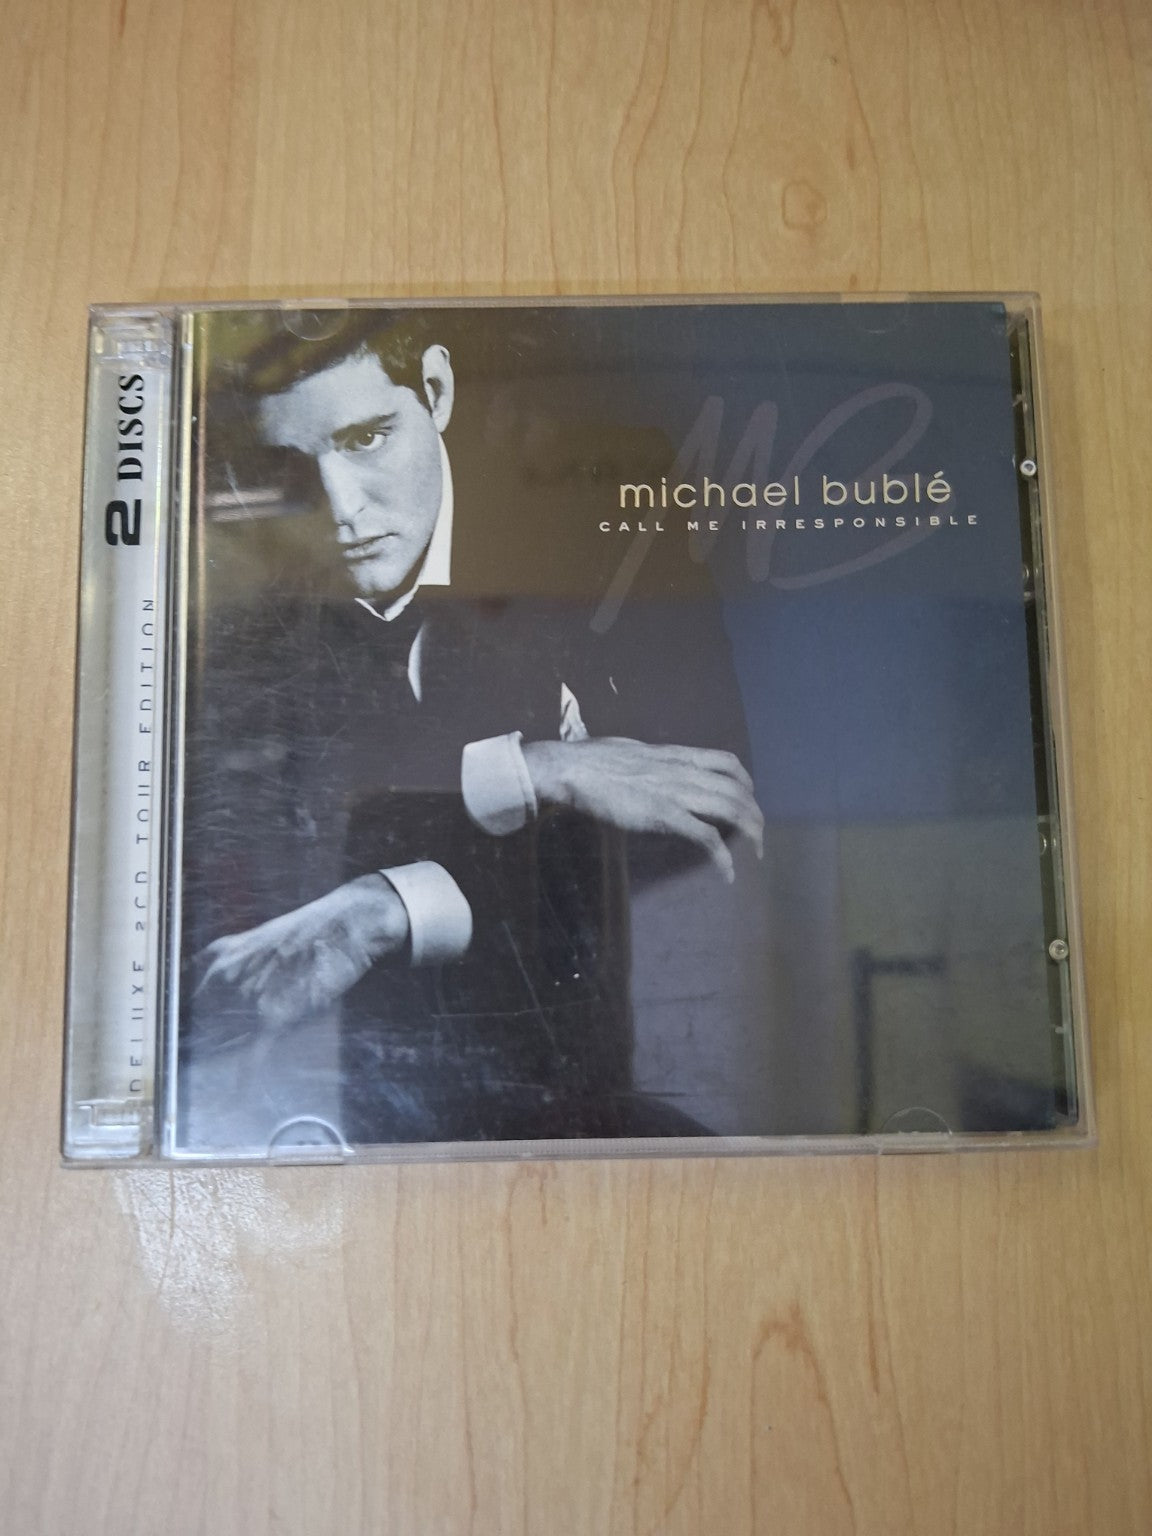 2 DISCS
DELUXE 2CD TOUR EDITION
MB
michael bublé
CALL ME IRRESPONSIBLE